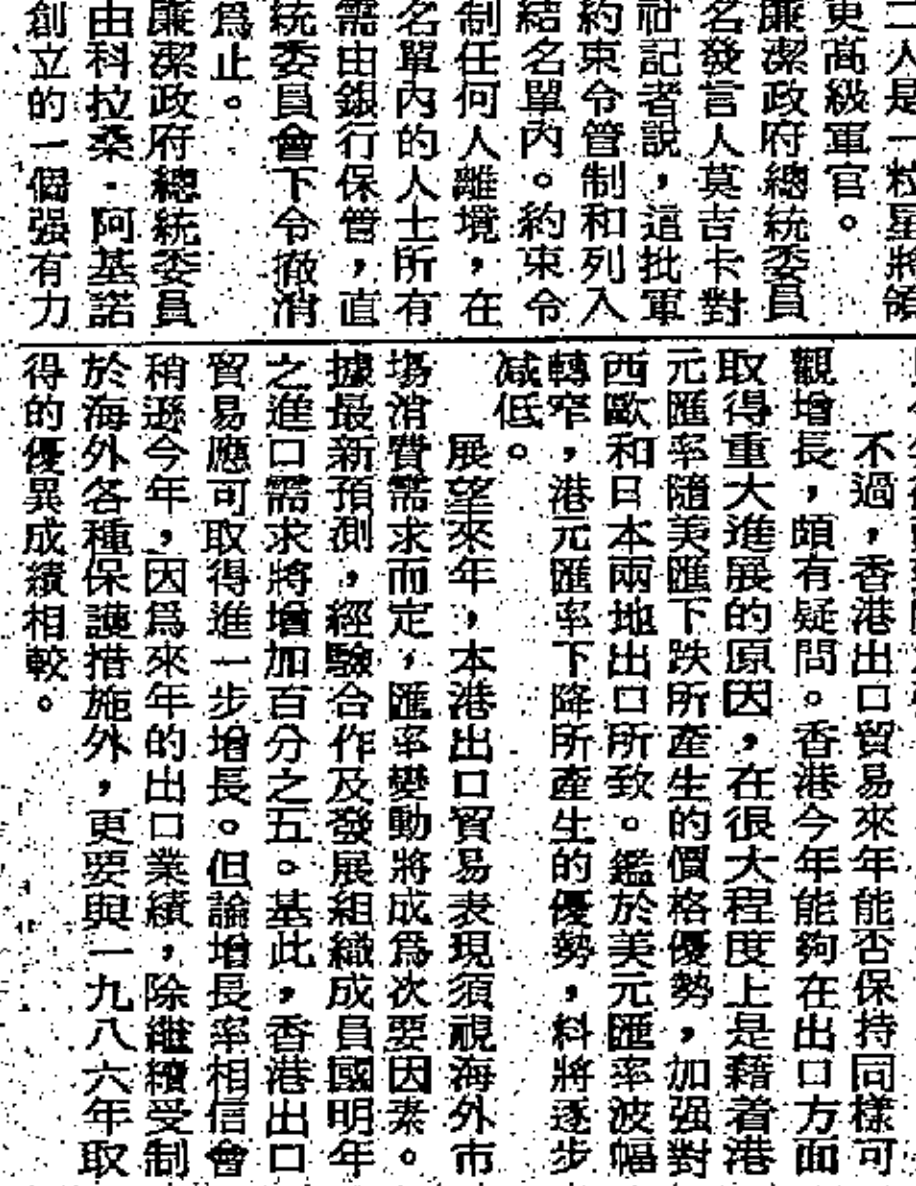 二人是一粒星將領
更高級軍官。
廉潔政府總統委員
名發言人莫吉卡對
社記者說，這批軍
約束令管制和列入
結名單內。約束令
制任何人離境，在
名單內的人士所有
需由銀行保管，直
統委員會下令撤消
爲止。
廉潔政府總統委員
由科拉桑·阿基諾
創立的一個强有力
不過，香港出口貿易來年能否保持同樣可
觀增長，頗有疑問。香港今年能夠在出口方面
取得重大進展的原因，在很大程度上是藉着港
元匯率隨美匯下跌所產生的價格優勢，加强對
西歐和日本兩地出口所致。鑑於美元匯率波幅
轉窄，港元匯率下降所產生的優勢，料將逐步
減低。
展望來年，本港出口貿易表現須視海外市
場消費需求而定，匯率變動將成爲次要因素。
據最新預測，經驗合作及發展組織成員國明年
之進口需求將增加百分之五。基此，香港出口
貿易應可取得進一步增長。但論增長率相信會
稍遜今年，因爲來年的出口業績，除繼續受制
於海外各種保護措施外，更要與一九八六年取
得的優異成績相較。